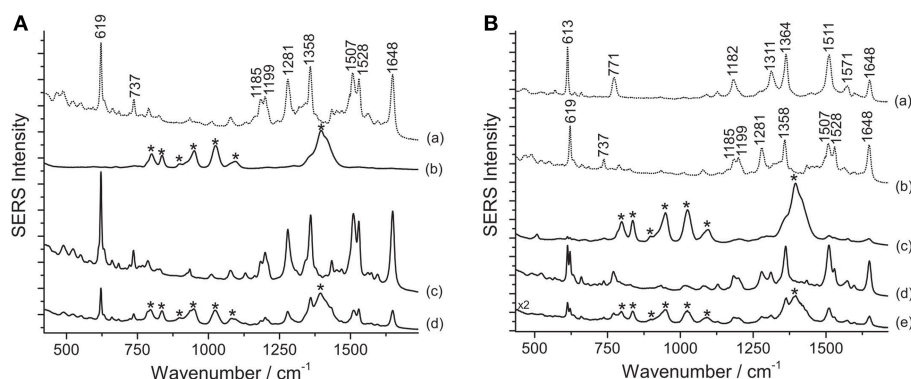 A
SERS Intensity
619
737
1185
1199
1281
1358
1507
1528
1648
(a)
* * * * * * *
(b)
(c)
* * * * * * *
(d)
500 750 1000 1250 1500
Wavenumber / cm-1
B
SERS Intensity
613
771
1182
1311
1364
1511
1571
1648
(a)
619
737
1185
1199
1281
1358
1507
1528
1648
(b)
* * * * * * *
(c)
(d)
x2
* * * * * * *
(e)
500 750 1000 1250 1500
Wavenumber / cm-1